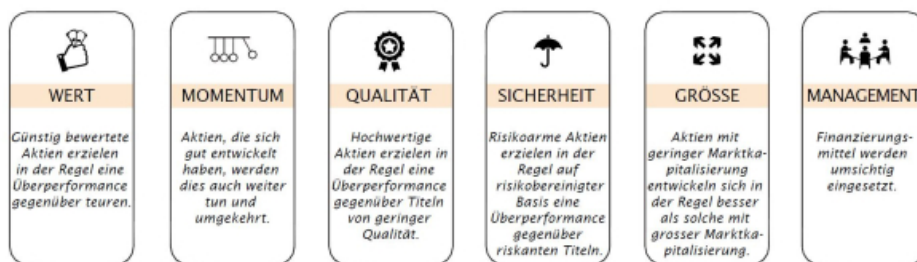 WERT
Günstig bewertete
Aktien erzielen
in der Regel eine
Überperformance
gegenüber teuren.
MOMENTUM
Aktien, die sich
gut entwickelt
haben, werden
dies auch weiter
tun und
umgekehrt.
QUALITÄT
Hochwertige
Aktien erzielen in
der Regel eine
Überperformance
gegenüber Titeln
von geringer
Qualität.
SICHERHEIT
Risikoarme Aktien
erzielen in der
Regel auf
risikobereinigter
Basis eine
Überperformance
gegenüber
riskanten Titeln.
GRÖSSE
Aktien mit
geringer Marktka-
pitalisierung
entwickeln sich in
der Regel besser
als solche mit
grosser Marktka-
pitalisierung.
MANAGEMENT
Finanzierungs-
mittel werden
umsichtig
eingesetzt.